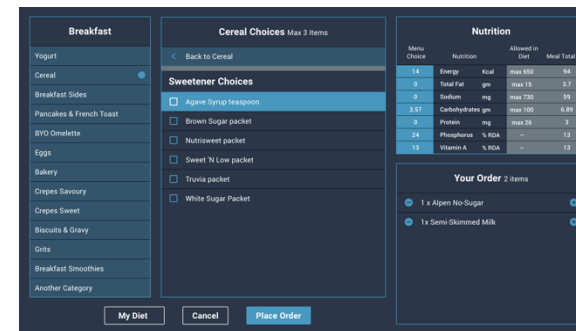 Breakfast
Yogurt
Cereal
Breakfast Sides
Pancakes & French Toast
BYO Omelette
Eggs
Bakery
Crepes Savoury
Crepes Sweet
Biscuits & Gravy
Grits
Breakfast Smoothies
Another Category
Cereal Choices Max 3 Items
< Back to Cereal
Sweetener Choices
Agave Syrup teaspoon
Brown Sugar packet
Nutrisweet packet
Sweet 'N Low packet
Truvia packet
White Sugar Packet
Nutrition
Menu Choice Nutrition Allowed in Diet Meal Total
14 Energy Kcal max 650 94
0 Total Fat gm max 15 3.7
0 Sodium mg max 730 59
3.57 Carbohydrates gm max 100 6.89
0 Protein mg max 26 3
24 Phosphorus % RDA – 13
13 Vitamin A % RDA – 13
Your Order 2 items
1 x Alpen No-Sugar
1x Semi-Skimmed Milk
My Diet
Cancel
Place Order